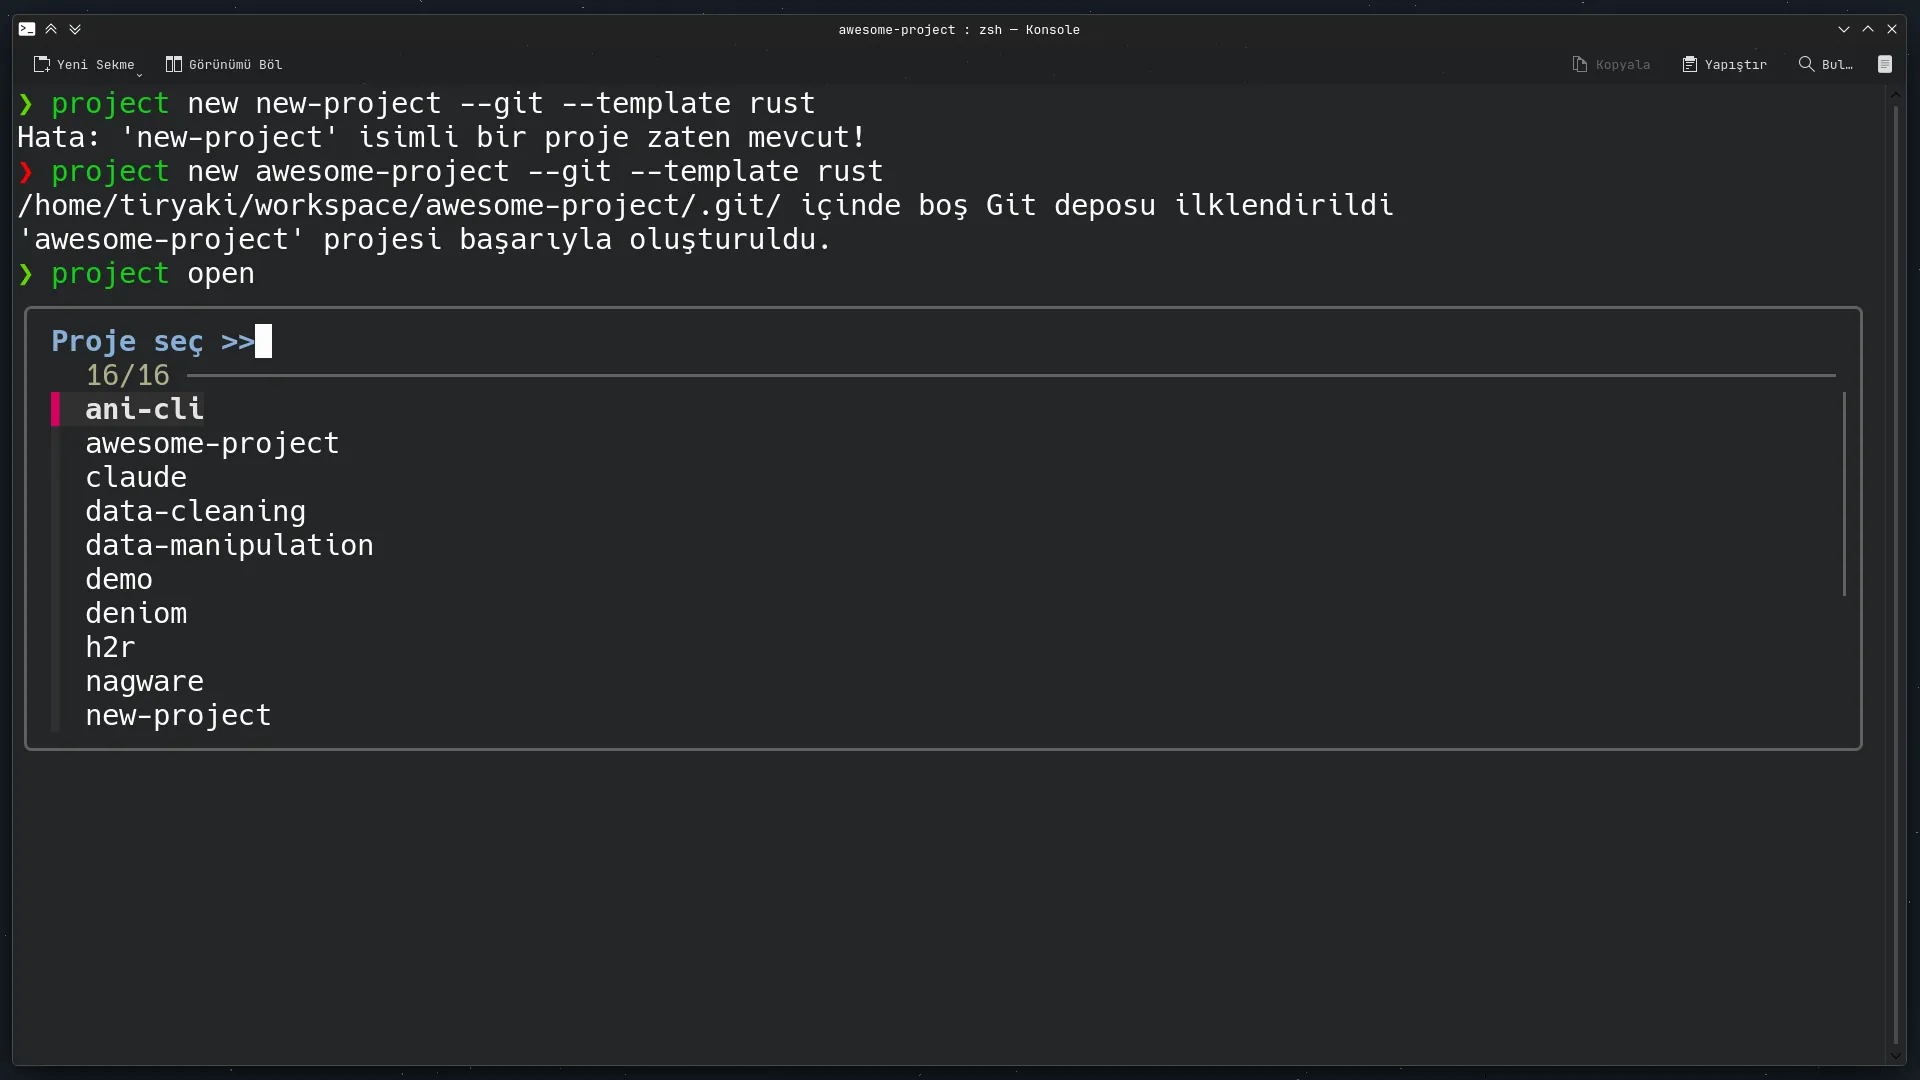 awesome-project : zsh — Konsole
Yeni Sekme Görünümü Böl Kopyala Yapıştır Bul…
❯ project new new-project --git --template rust
Hata: 'new-project' isimli bir proje zaten mevcut!
❯ project new awesome-project --git --template rust
/home/tiryaki/workspace/awesome-project/.git/ içinde boş Git deposu ilklendirildi
'awesome-project' projesi başarıyla oluşturuldu.
❯ project open
Proje seç >>
16/16
ani-cli
awesome-project
claude
data-cleaning
data-manipulation
demo
deniom
h2r
nagware
new-project